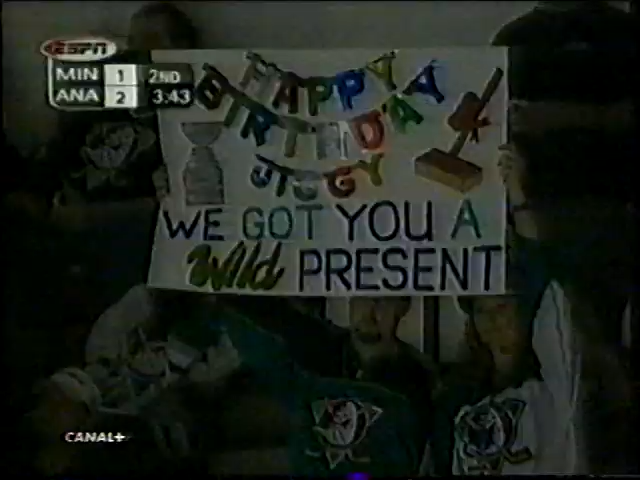 ESPN
MIN 1 2ND
ANA 2 3:43
HAPPY
BIRTHDAY
JIGGY
WE GOT YOU A
Wild PRESENT
CANAL+